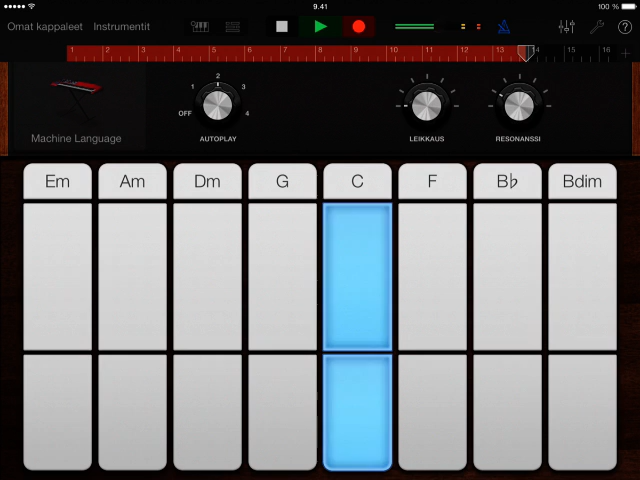 9.41
100 %
Omat kappaleet Instrumentit
?
1 2 3 4 5 6 7 8 9 10 11 12 13 14 15 16 +
Machine Language
OFF 1 2 3 4
AUTOPLAY
LEIKKAUS
RESONANSSI
Em Am Dm G C F B♭ Bdim